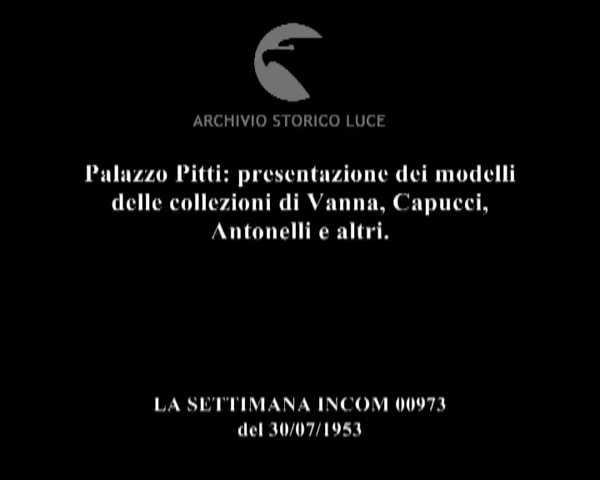 ARCHIVIO STORICO LUCE
Palazzo Pitti: presentazione dei modelli
delle collezioni di Vanna, Capucci,
Antonelli e altri.
LA SETTIMANA INCOM 00973
del 30/07/1953